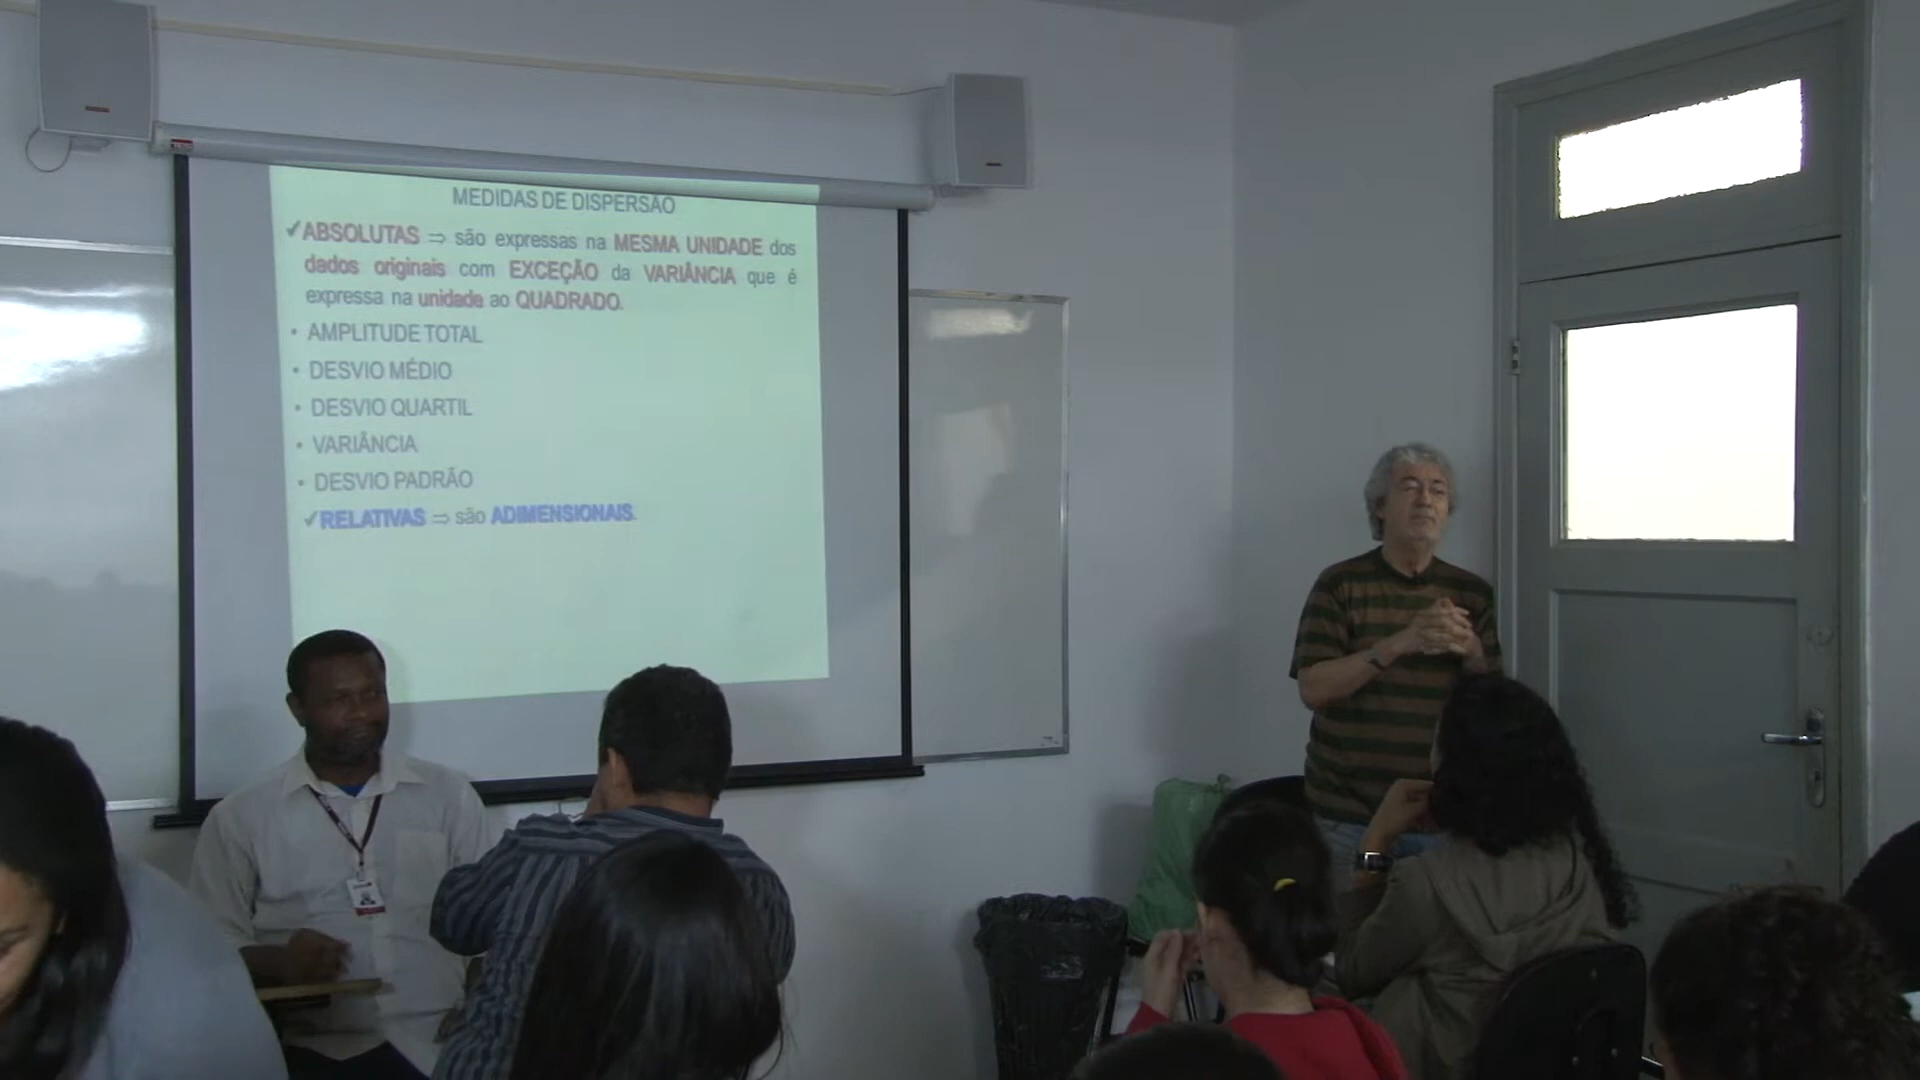 MEDIDAS DE DISPERSÃO
✓ABSOLUTAS ⇒ são expressas na MESMA UNIDADE dos
dados originais com EXCEÇÃO da VARIÂNCIA que é
expressa na unidade ao QUADRADO.
• AMPLITUDE TOTAL
• DESVIO MÉDIO
• DESVIO QUARTIL
• VARIÂNCIA
• DESVIO PADRÃO
✓RELATIVAS ⇒ são ADIMENSIONAIS.